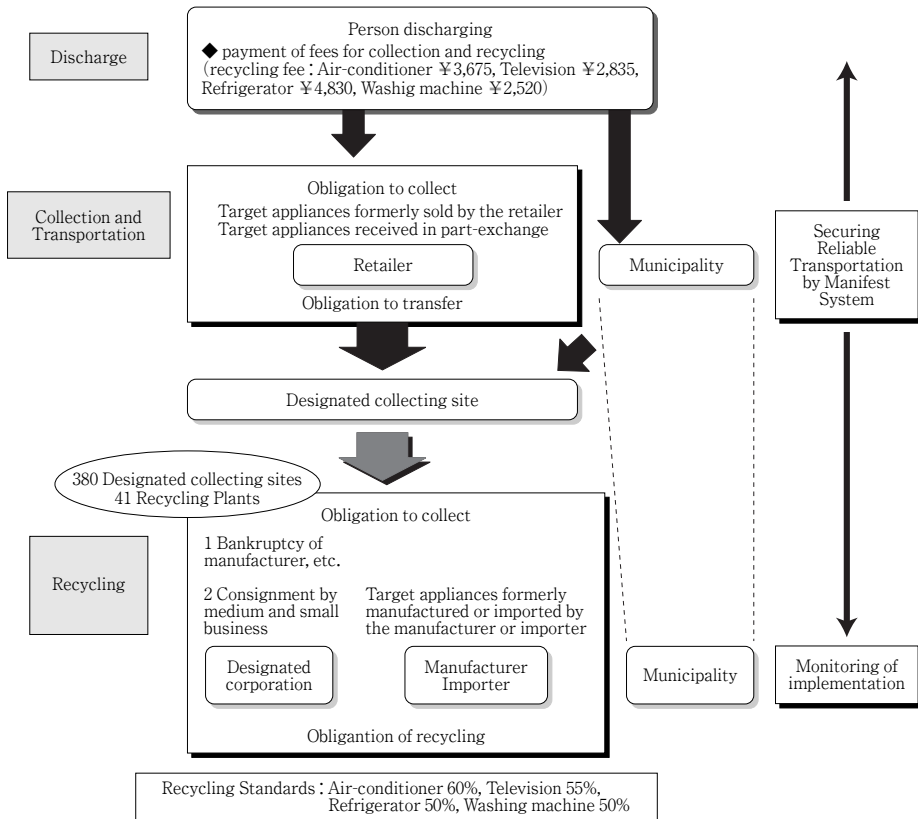 Discharge
Person discharging
◆ payment of fees for collection and recycling
(recycling fee : Air-conditioner ￥3,675, Television ￥2,835,
Refrigerator ￥4,830, Washig machine ￥2,520)
Collection and
Transportation
Obligation to collect
Target appliances formerly sold by the retailer
Target appliances received in part-exchange
Retailer
Obligation to transfer
Municipality
Securing
Reliable
Transportation
by Manifest
System
Designated collecting site
380 Designated collecting sites
41 Recycling Plants
Recycling
Obligation to collect
1 Bankruptcy of
manufacturer, etc.
2 Consignment by
medium and small
business
Designated
corporation
Target appliances formerly
manufactured or imported by
the manufacturer or importer
Manufacturer
Importer
Obligantion of recycling
Municipality
Monitoring of
implementation
Recycling Standards : Air-conditioner 60%, Television 55%,
Refrigerator 50%, Washing machine 50%